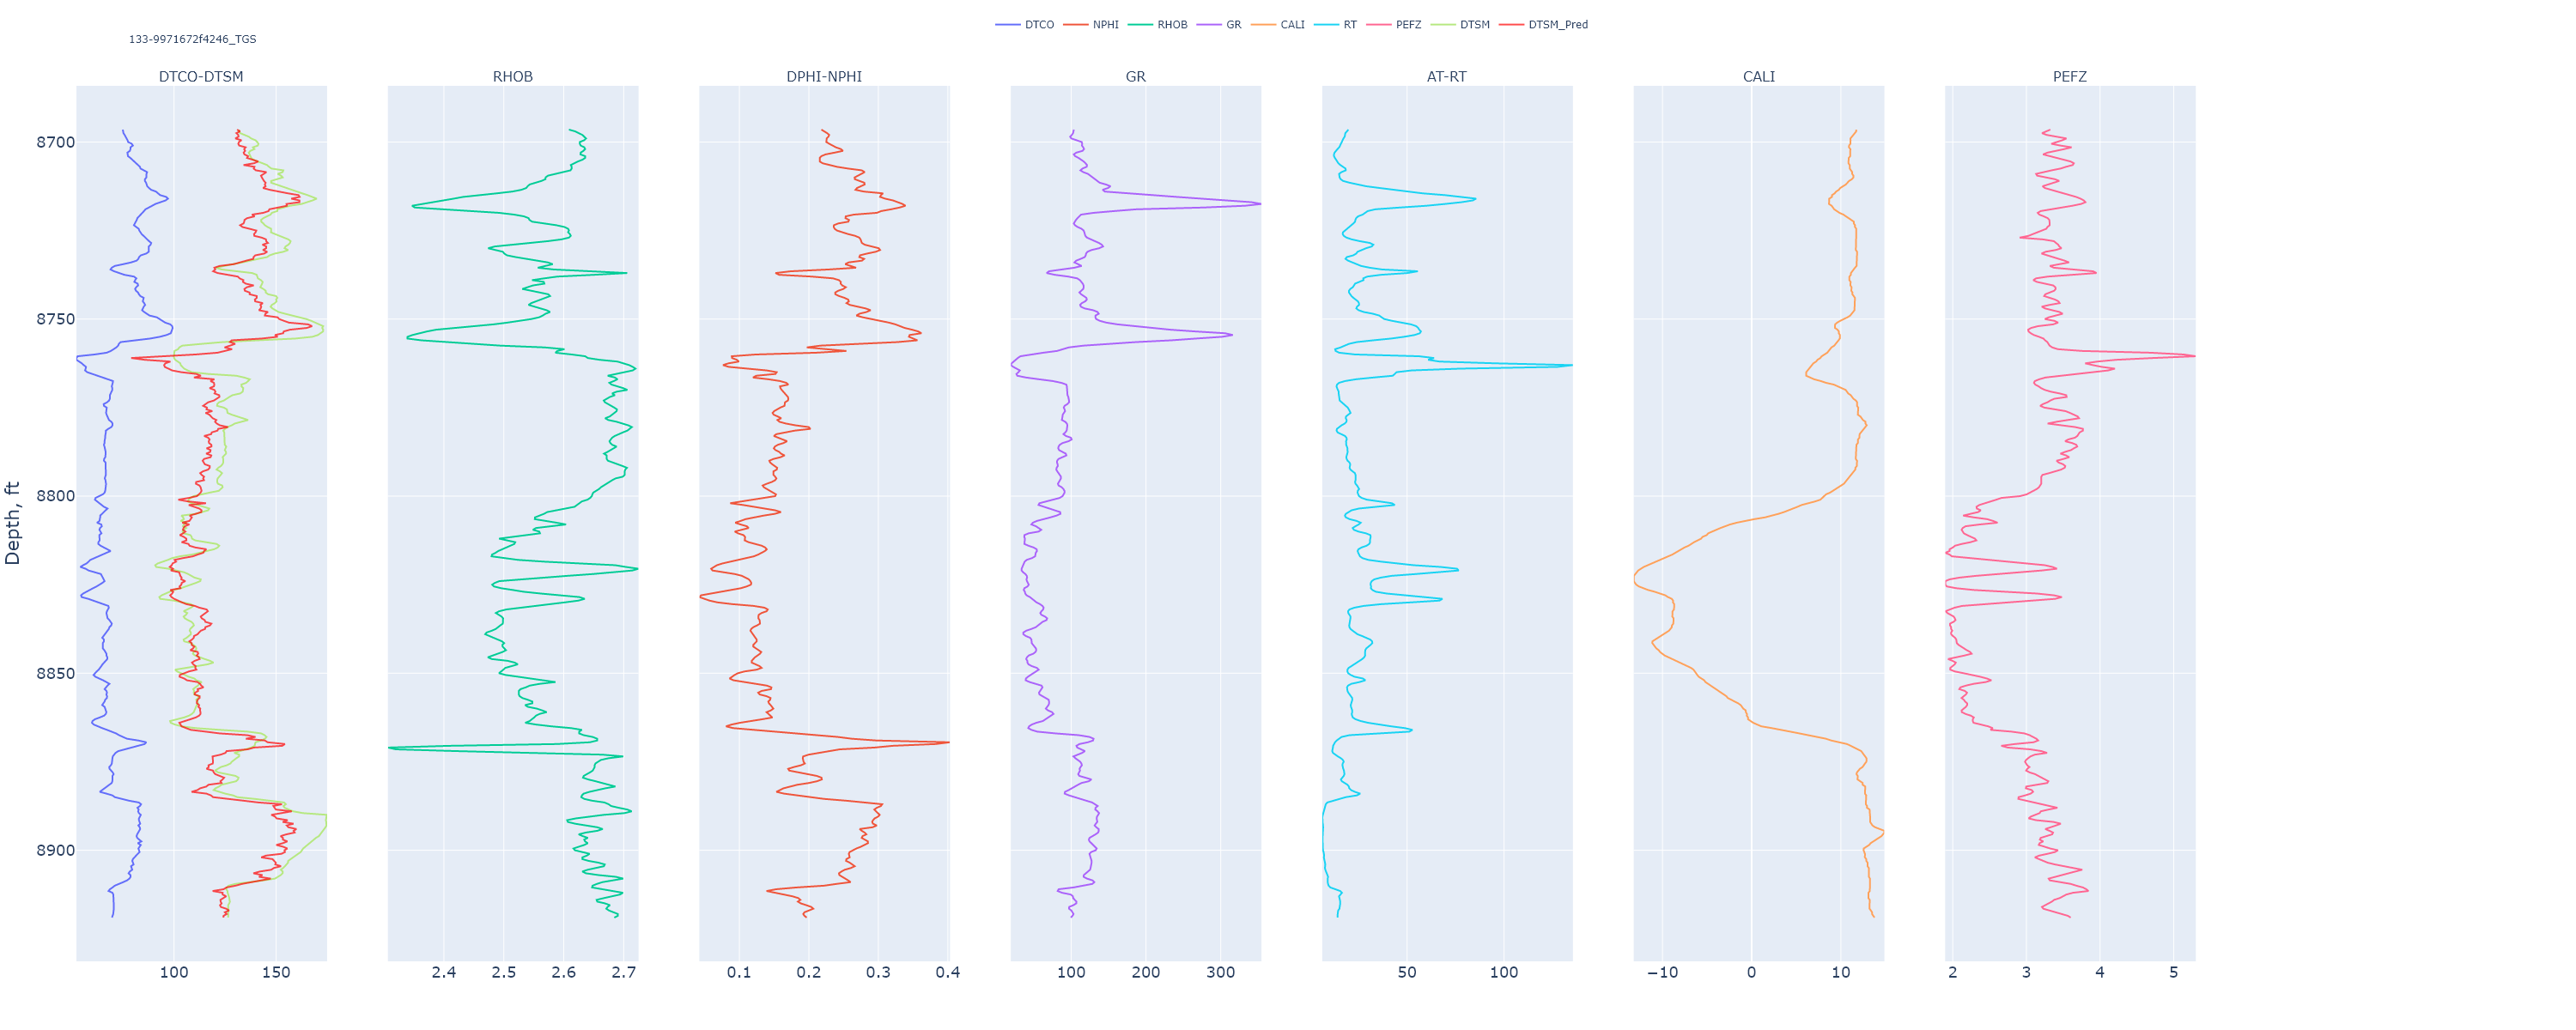 DTCO NPHI RHOB GR CALI RT PEFZ DTSM DTSM_Pred
133-9971672f4246_TGS
DTCO-DTSM RHOB DPHI-NPHI GR AT-RT CALI PEFZ
Depth, ft
8700
8750
8800
8850
8900
100 150 2.4 2.5 2.6 2.7 0.1 0.2 0.3 0.4 100 200 300 50 100 −10 0 10 2 3 4 5